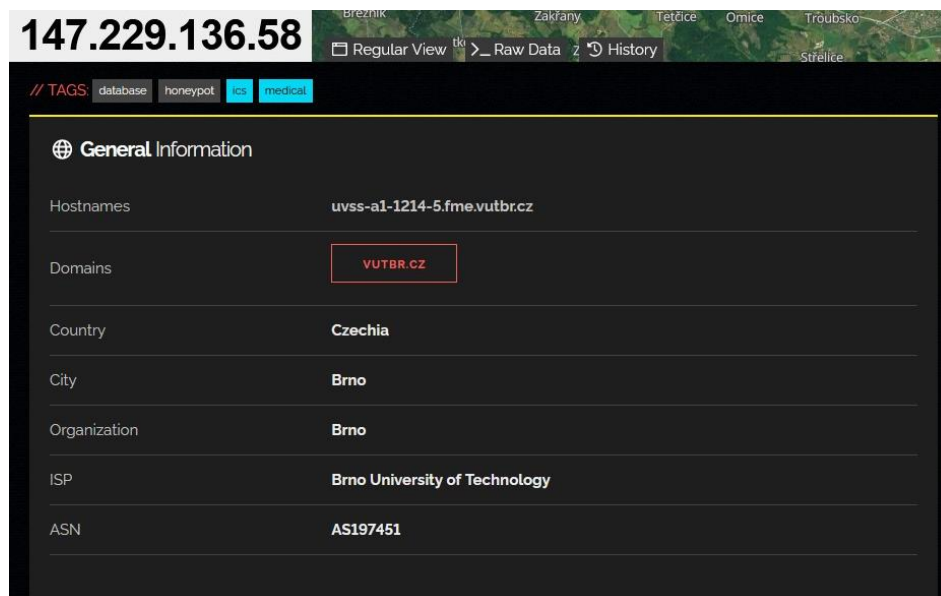 147.229.136.58
Zakřany
Tetčice
Omice
Troubsko
Střelice
Regular View
>_ Raw Data
History
// TAGS: database honeypot ics medical
General Information
Hostnames uvss-a1-1214-5.fme.vutbr.cz
Domains VUTBR.CZ
Country Czechia
City Brno
Organization Brno
ISP Brno University of Technology
ASN AS197451